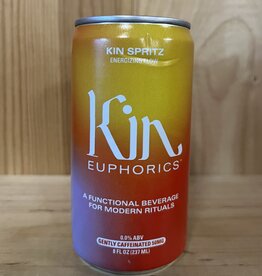 KIN SPRITZ
ENERGIZING FLOW
Kin
EUPHORICS
A FUNCTIONAL BEVERAGE
FOR MODERN RITUALS
0.0% ABV
GENTLY CAFFEINATED 50MG
8 FL OZ (237 ML)